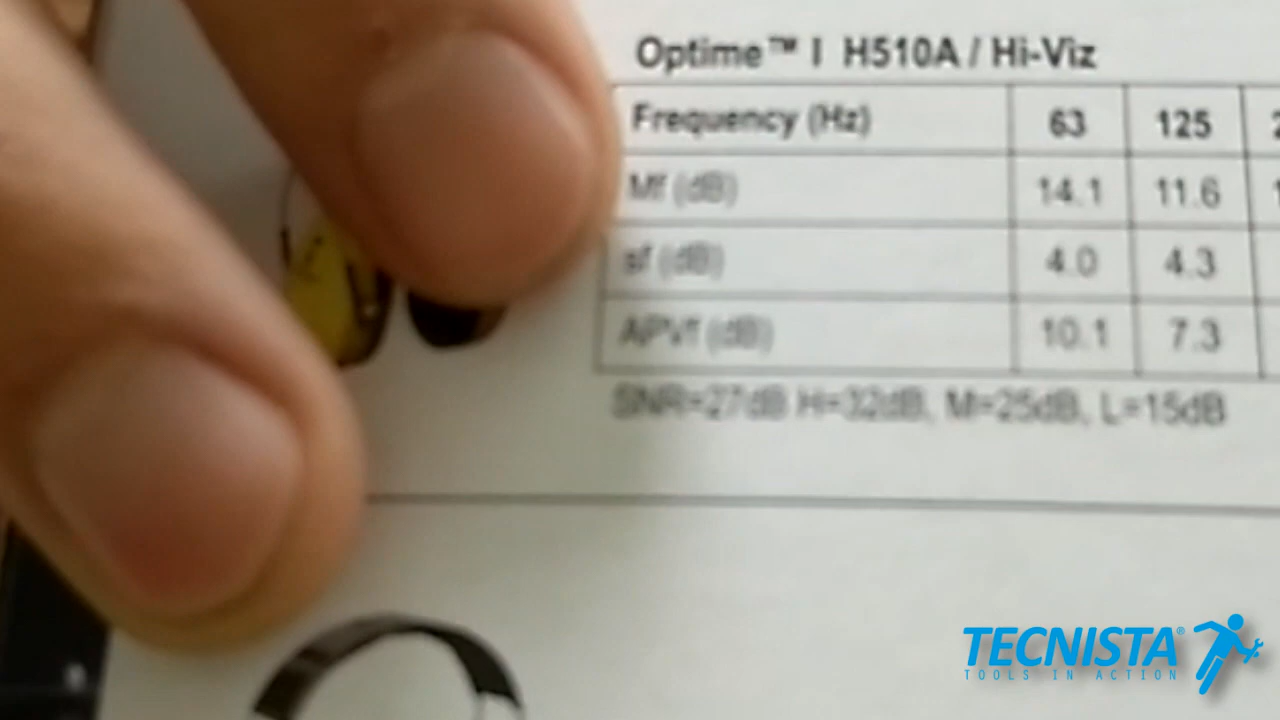 Optime™ I H510A / Hi-Viz
Frequency (Hz) 63 125
Mf (dB) 14.1 11.6
sf (dB) 4.0 4.3
APVf (dB) 10.1 7.3
SNR=27dB H=32dB, M=25dB, L=15dB
TECNISTA®
TOOLS IN ACTION